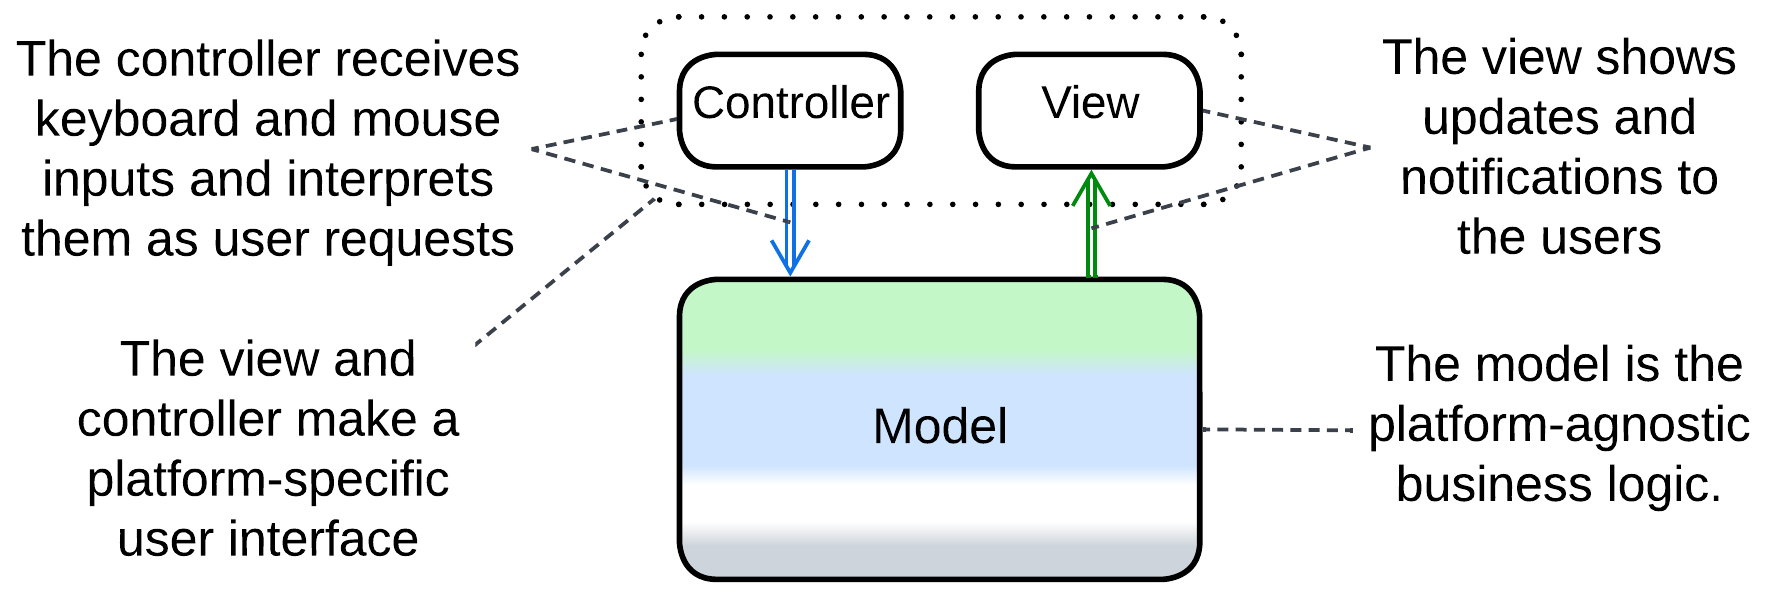 The controller receives
keyboard and mouse
inputs and interprets
them as user requests
Controller
View
The view shows
updates and
notifications to
the users
The view and
controller make a
platform-specific
user interface
Model
The model is the
platform-agnostic
business logic.